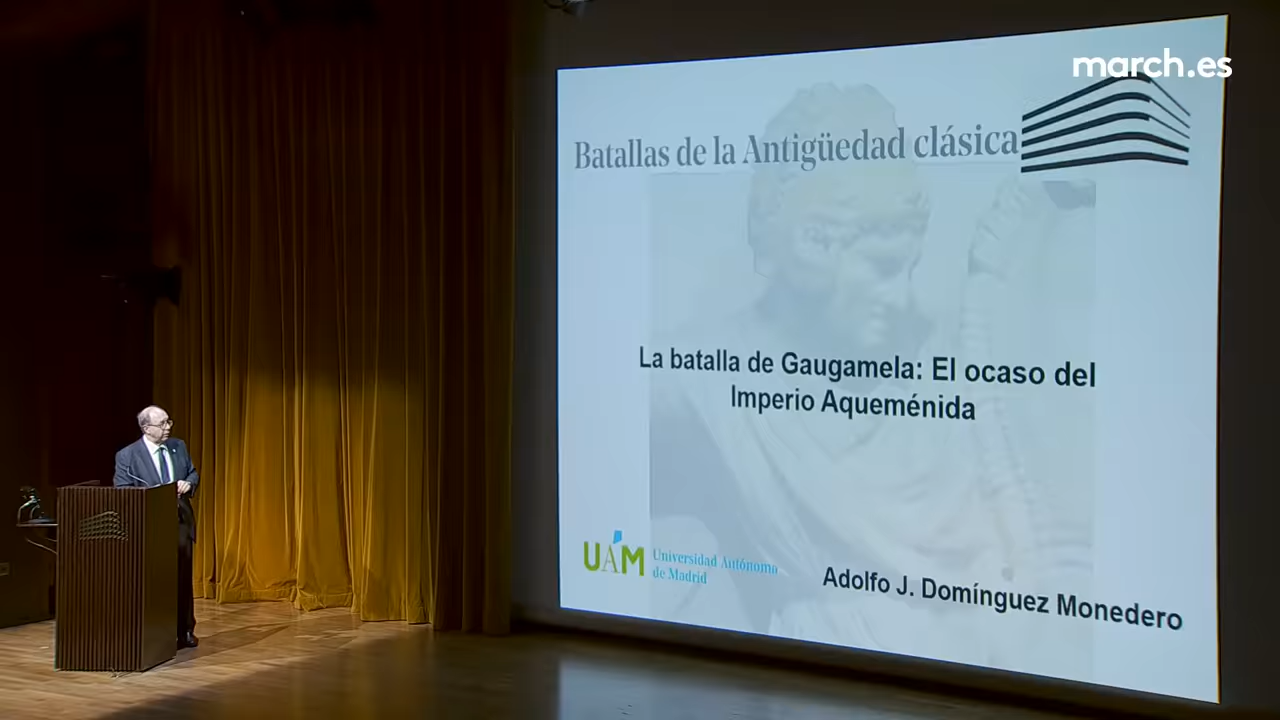 march.es
Batallas de la Antigüedad clásica
La batalla de Gaugamela: El ocaso del
Imperio Aqueménida
UAM Universidad Autónoma
de Madrid
Adolfo J. Domínguez Monedero